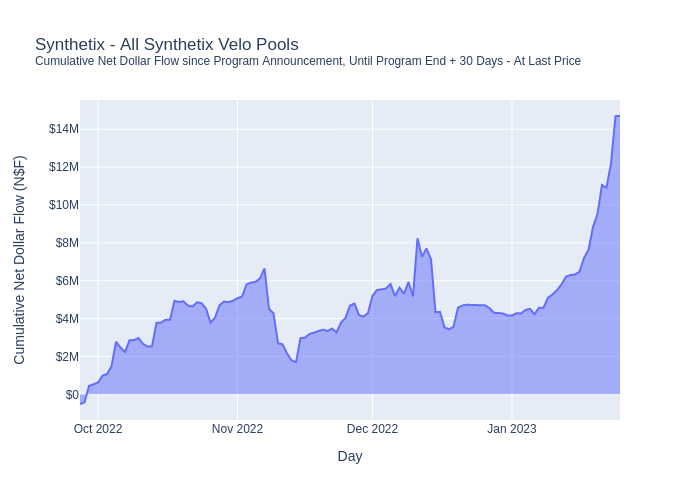 Synthetix - All Synthetix Velo Pools
Cumulative Net Dollar Flow since Program Announcement, Until Program End + 30 Days - At Last Price
Cumulative Net Dollar Flow (N$F)
$14M
$12M
$10M
$8M
$6M
$4M
$2M
$0
Oct 2022
Nov 2022
Dec 2022
Jan 2023
Day